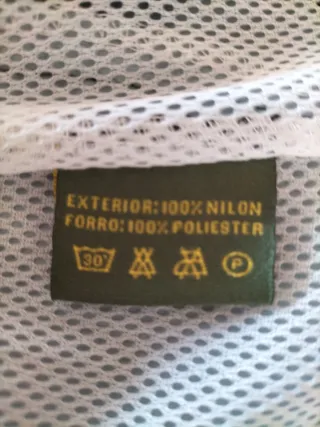 EXTERIOR: 100% NILON
FORRO: 100% POLIESTER
30° P